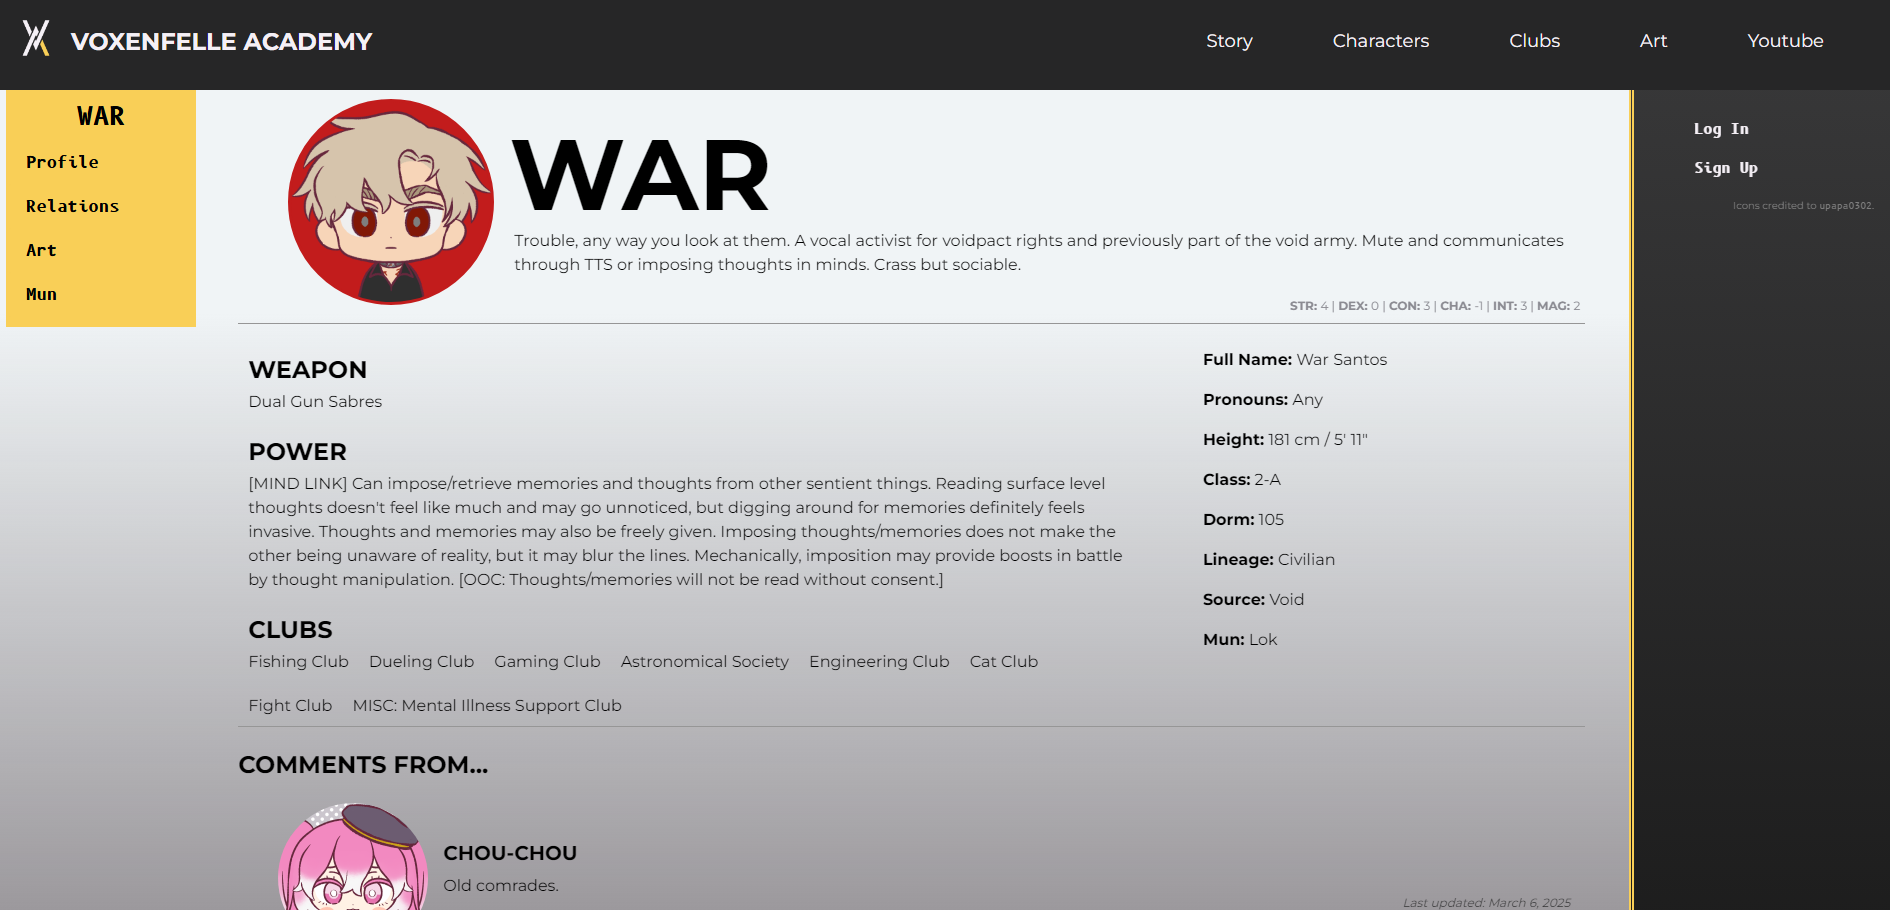 VOXENFELLE ACADEMY
Story
Characters
Clubs
Art
Youtube
WAR
Profile
Relations
Art
Mun
WAR
Trouble, any way you look at them. A vocal activist for voidpact rights and previously part of the void army. Mute and communicates
through TTS or imposing thoughts in minds. Crass but sociable.
STR: 4 | DEX: 0 | CON: 3 | CHA: -1 | INT: 3 | MAG: 2
WEAPON
Dual Gun Sabres
POWER
[MIND LINK] Can impose/retrieve memories and thoughts from other sentient things. Reading surface level
thoughts doesn't feel like much and may go unnoticed, but digging around for memories definitely feels
invasive. Thoughts and memories may also be freely given. Imposing thoughts/memories does not make the
other being unaware of reality, but it may blur the lines. Mechanically, imposition may provide boosts in battle
by thought manipulation. [OOC: Thoughts/memories will not be read without consent.]
CLUBS
Fishing Club Dueling Club Gaming Club Astronomical Society Engineering Club Cat Club
Fight Club MISC: Mental Illness Support Club
Full Name: War Santos
Pronouns: Any
Height: 181 cm / 5' 11"
Class: 2-A
Dorm: 105
Lineage: Civilian
Source: Void
Mun: Lok
COMMENTS FROM...
CHOU-CHOU
Old comrades.
Last updated: March 6, 2025
Log In
Sign Up
Icons credited to upapa0302.